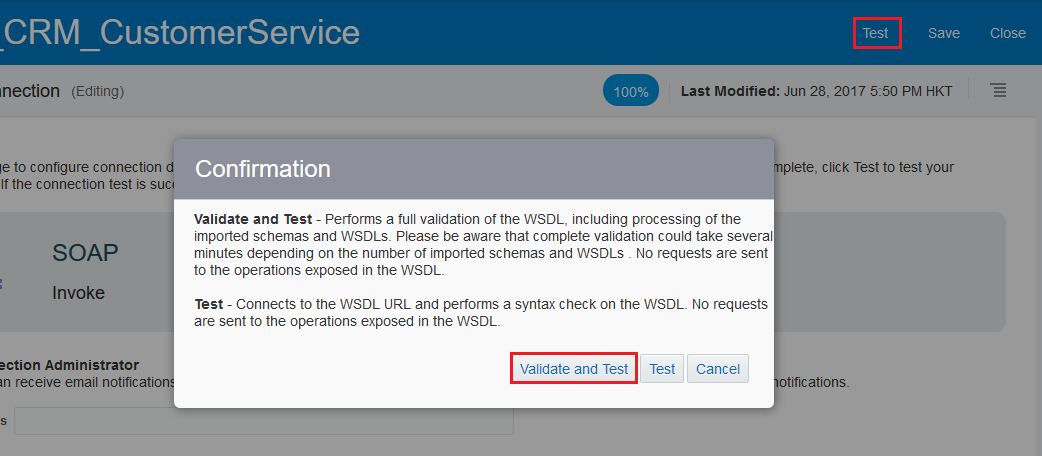 _CRM_CustomerService
Test Save Close
nnection (Editing)
100%
Last Modified: Jun 28, 2017 5:50 PM HKT
ge to configure connection d
mplete, click Test to test your
If the connection test is succ
Confirmation
Validate and Test - Performs a full validation of the WSDL, including processing of the
imported schemas and WSDLs. Please be aware that complete validation could take several
minutes depending on the number of imported schemas and WSDLs . No requests are sent
to the operations exposed in the WSDL.
Test - Connects to the WSDL URL and performs a syntax check on the WSDL. No requests
are sent to the operations exposed in the WSDL.
Validate and Test Test Cancel
SOAP
Invoke
ection Administrator
an receive email notifications
notifications.
s